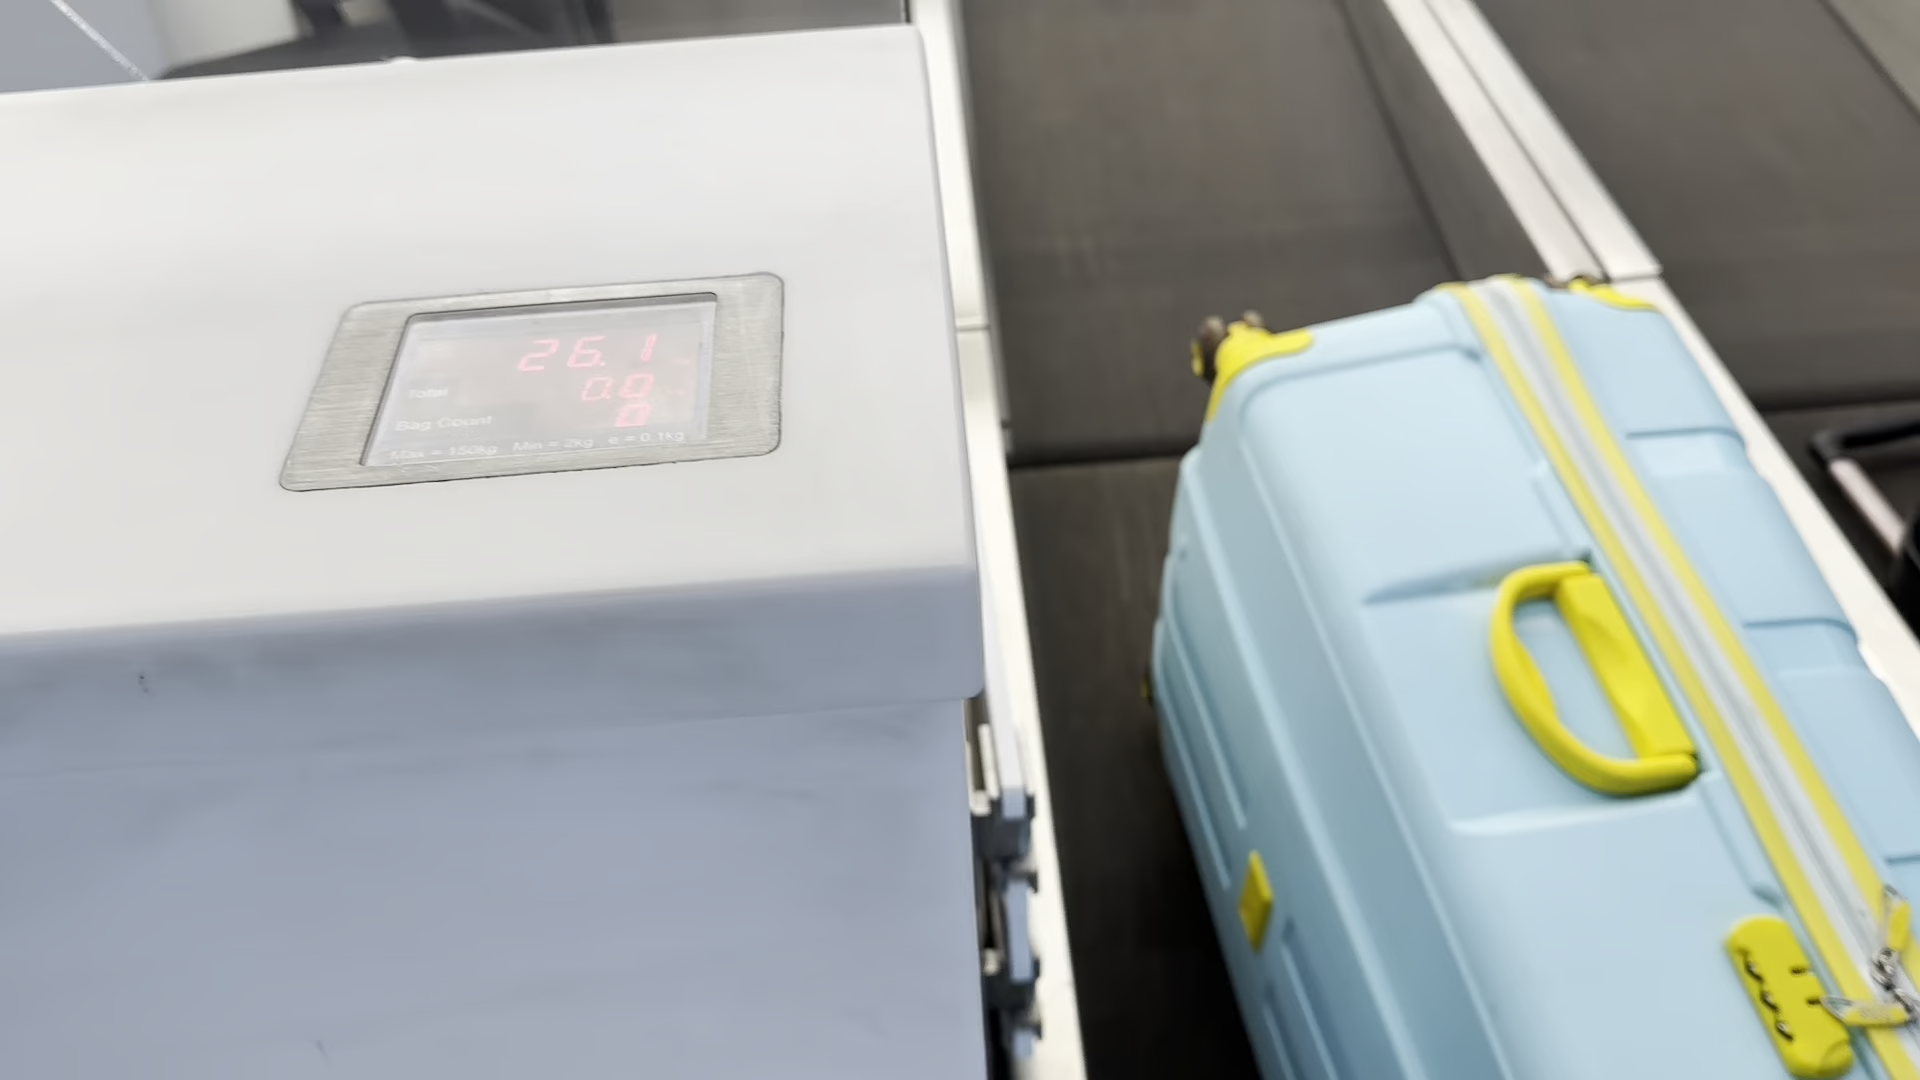 26.1
Total 0.0
Bag Count 0
Max = 150kg Min = 2kg e = 0.1kg